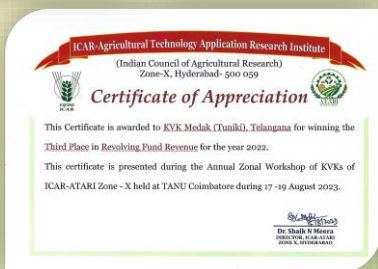 ICAR-Agricultural Technology Application Research Institute
(Indian Council of Agricultural Research)
Zone-X, Hyderabad- 500 059
Certificate of Appreciation
ICAR
ATARI
This Certificate is awarded to KVK Medak (Tuniki), Telangana for winning the
Third Place in Revolving Fund Revenue for the year 2022.
This certificate is presented during the Annual Zonal Workshop of KVKs of
ICAR-ATARI Zone - X held at TANU Coimbatore during 17 -19 August 2023.
Dr. Shaik N Meera
DIRECTOR, ICAR-ATARI
ZONE X, HYDERABAD